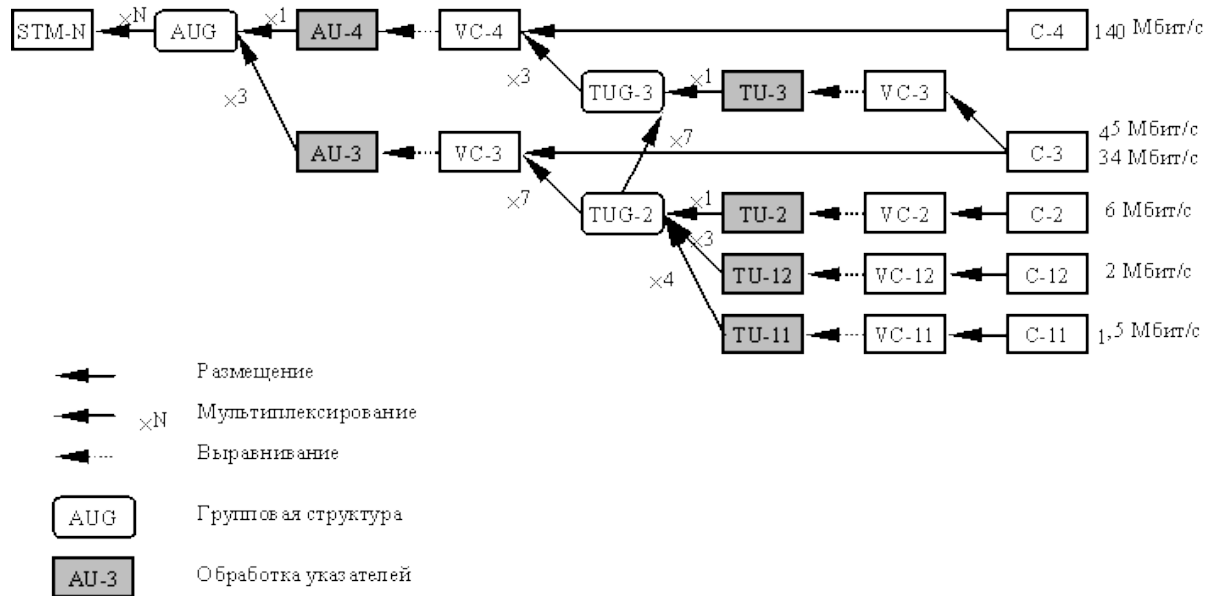 ×N ×1
STM-N AUG AU-4 VC-4 C-4 140 Мбит/с
×3 ×3 ×1
TUG-3 TU-3 VC-3
×7 45 Мбит/с
AU-3 VC-3 C-3 34 Мбит/с
×7 ×1
TUG-2 TU-2 VC-2 C-2 6 Мбит/с
×3
×4 TU-12 VC-12 C-12 2 Мбит/с
TU-11 VC-11 C-11 1,5 Мбит/с
Размещение
×N Мультиплексирование
Выравнивание
AUG Групповая структура
AU-3 Обработка указателей